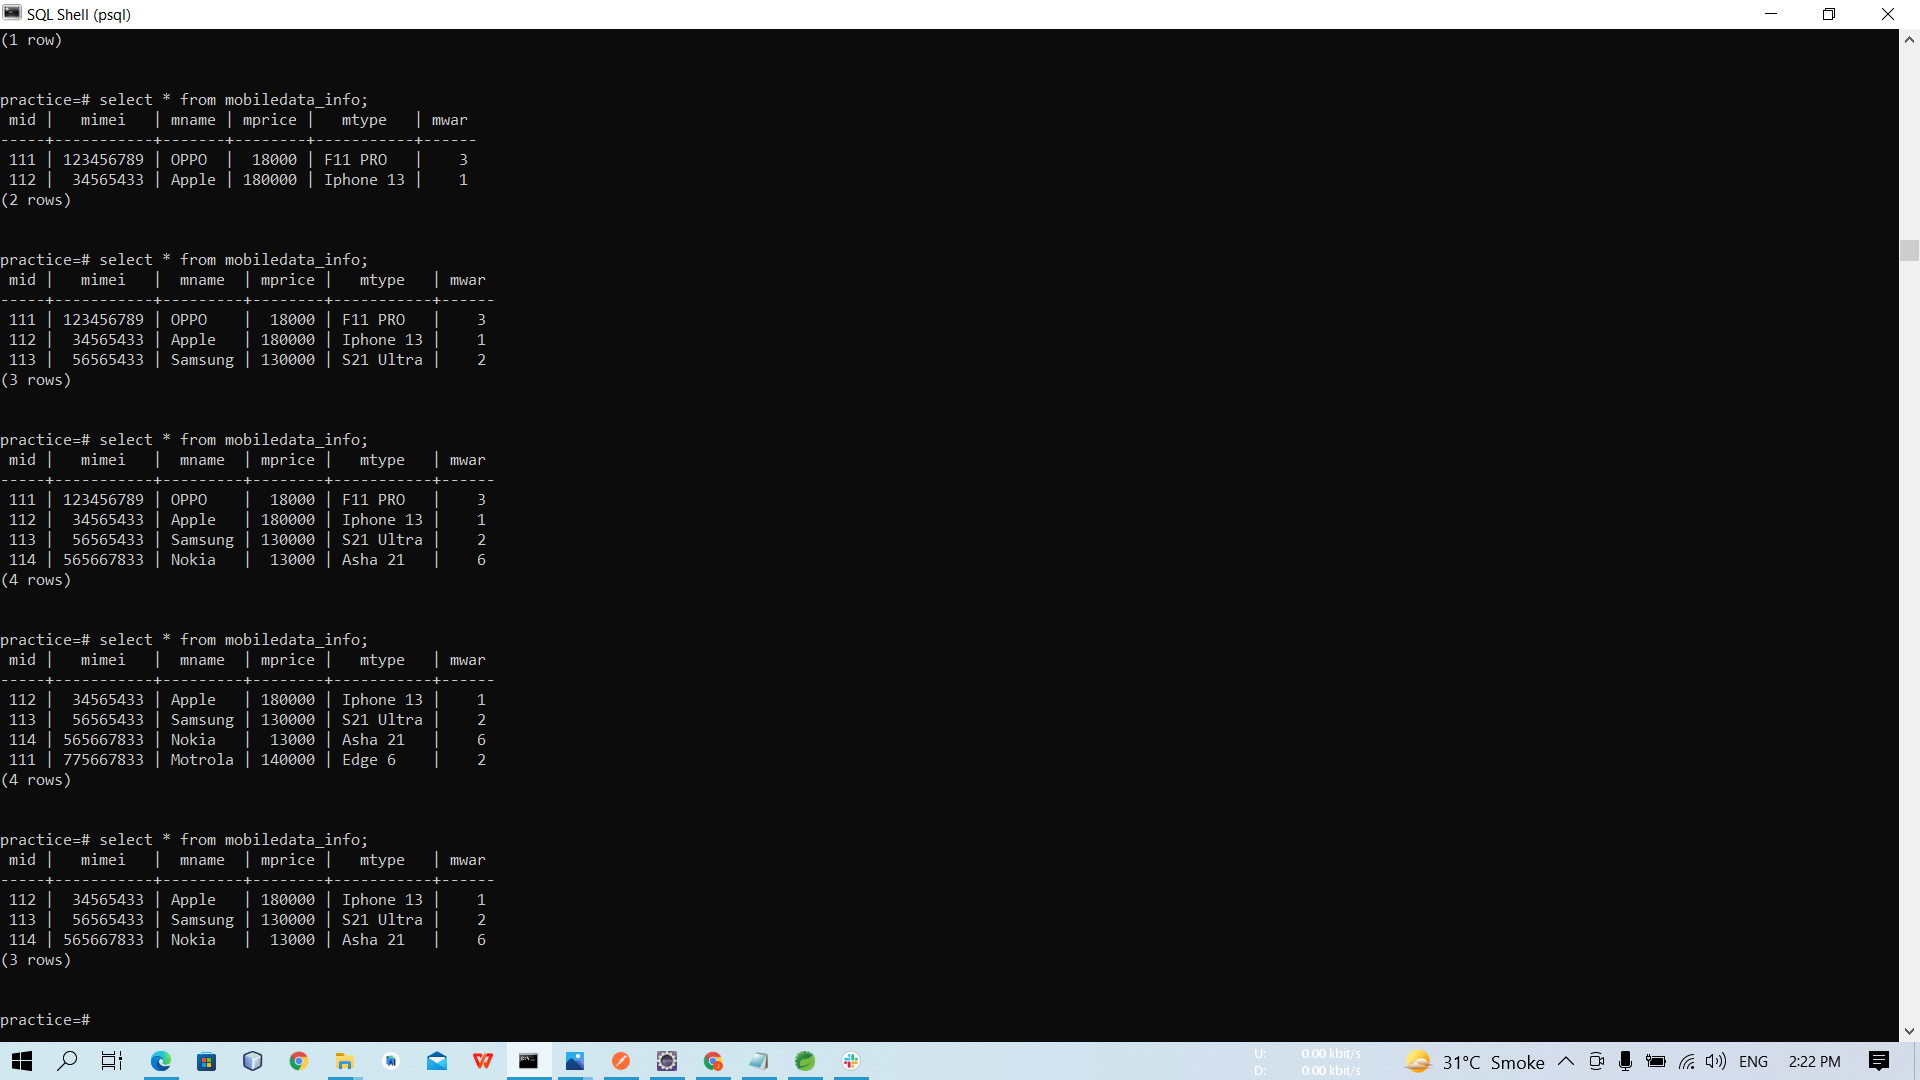 SQL Shell (psql)
(1 row)
practice=# select * from mobiledata_info;
 mid |   mimei   | mname | mprice |   mtype   | mwar
-----+-----------+-------+--------+-----------+------
 111 | 123456789 | OPPO  |  18000 | F11 PRO   |    3
 112 |  34565433 | Apple | 180000 | Iphone 13 |    1
(2 rows)
practice=# select * from mobiledata_info;
 mid |   mimei   |  mname  | mprice |   mtype   | mwar
-----+-----------+---------+--------+-----------+------
 111 | 123456789 | OPPO    |  18000 | F11 PRO   |    3
 112 |  34565433 | Apple   | 180000 | Iphone 13 |    1
 113 |  56565433 | Samsung | 130000 | S21 Ultra |    2
(3 rows)
practice=# select * from mobiledata_info;
 mid |   mimei   |  mname  | mprice |   mtype   | mwar
-----+-----------+---------+--------+-----------+------
 111 | 123456789 | OPPO    |  18000 | F11 PRO   |    3
 112 |  34565433 | Apple   | 180000 | Iphone 13 |    1
 113 |  56565433 | Samsung | 130000 | S21 Ultra |    2
 114 | 565667833 | Nokia   |  13000 | Asha 21   |    6
(4 rows)
practice=# select * from mobiledata_info;
 mid |   mimei   |  mname  | mprice |   mtype   | mwar
-----+-----------+---------+--------+-----------+------
 112 |  34565433 | Apple   | 180000 | Iphone 13 |    1
 113 |  56565433 | Samsung | 130000 | S21 Ultra |    2
 114 | 565667833 | Nokia   |  13000 | Asha 21   |    6
 111 | 775667833 | Motrola | 140000 | Edge 6    |    2
(4 rows)
practice=# select * from mobiledata_info;
 mid |   mimei   |  mname  | mprice |   mtype   | mwar
-----+-----------+---------+--------+-----------+------
 112 |  34565433 | Apple   | 180000 | Iphone 13 |    1
 113 |  56565433 | Samsung | 130000 | S21 Ultra |    2
 114 | 565667833 | Nokia   |  13000 | Asha 21   |    6
(3 rows)
practice=#
U: 0.00 kbit/s
D: 0.00 kbit/s
31°C Smoke ENG 2:22 PM